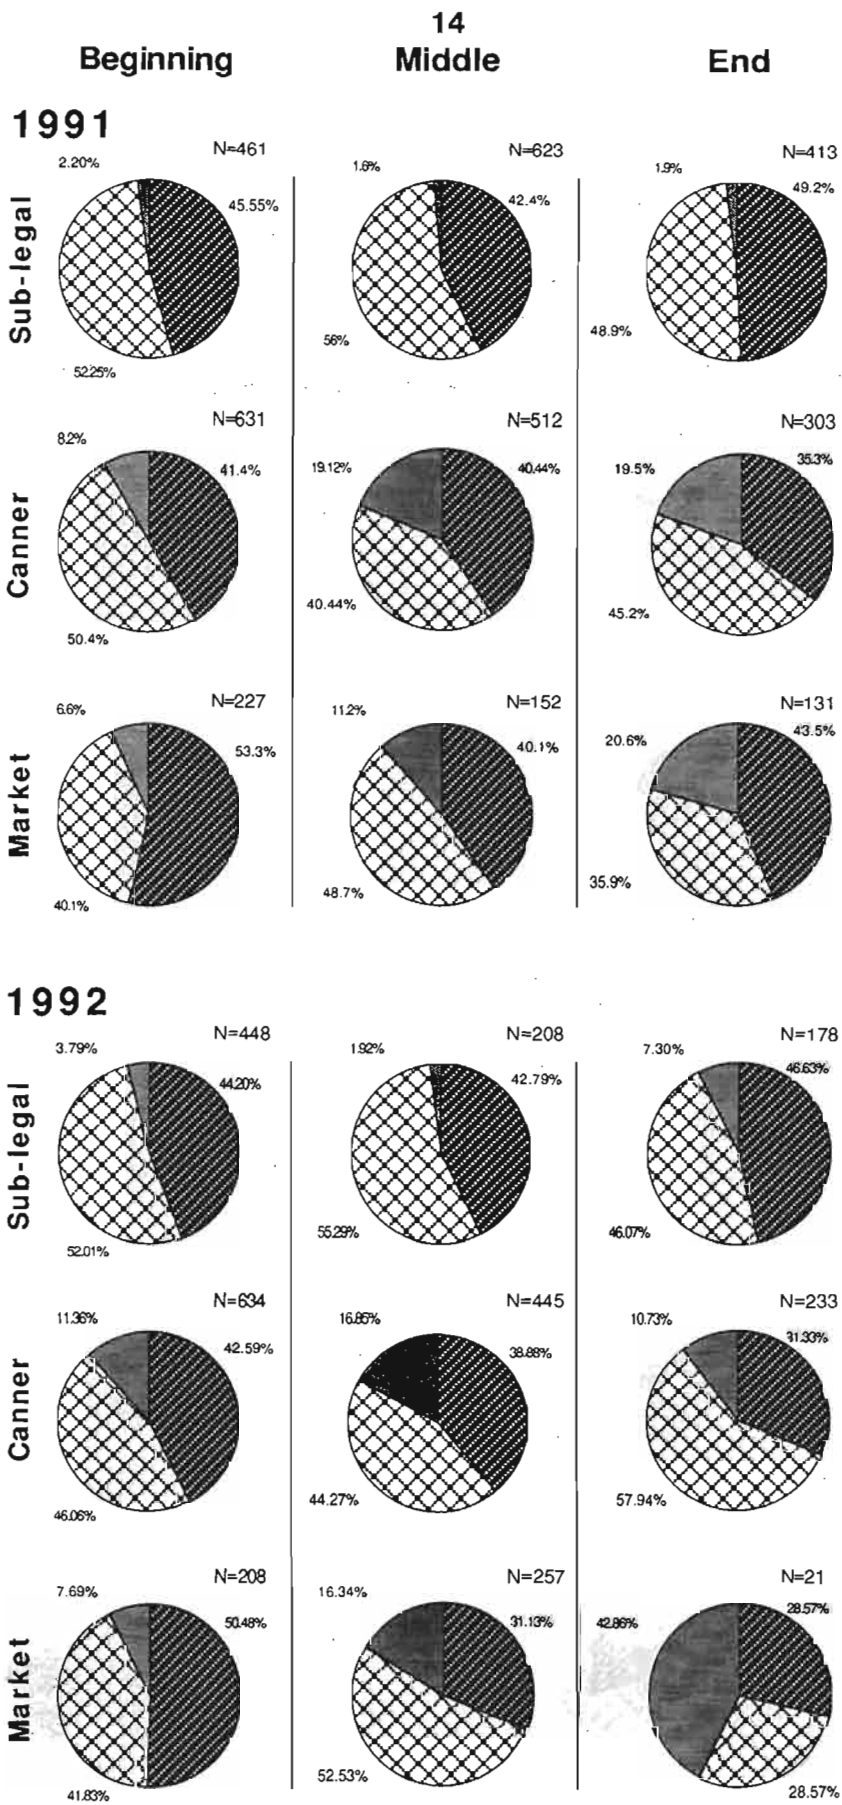 14
Beginning Middle End
1991
Sub-legal
N=461
2.20%
45.55%
52.25%
N=623
1.6%
42.4%
56%
N=413
1.9%
49.2%
48.9%
Canner
N=631
8.2%
41.4%
50.4%
N=512
19.12%
40.44%
40.44%
N=303
19.5%
35.3%
45.2%
Market
N=227
6.6%
53.3%
40.1%
N=152
11.2%
40.1%
48.7%
N=131
20.6%
43.5%
35.9%
1992
Sub-legal
N=448
3.79%
44.20%
52.01%
N=208
1.92%
42.79%
55.29%
N=178
7.30%
46.63%
46.07%
Canner
N=634
11.36%
42.59%
46.06%
N=445
16.85%
38.88%
44.27%
N=233
10.73%
31.33%
57.94%
Market
N=208
7.69%
50.48%
41.83%
N=257
16.34%
31.13%
52.53%
N=21
42.86%
28.57%
28.57%